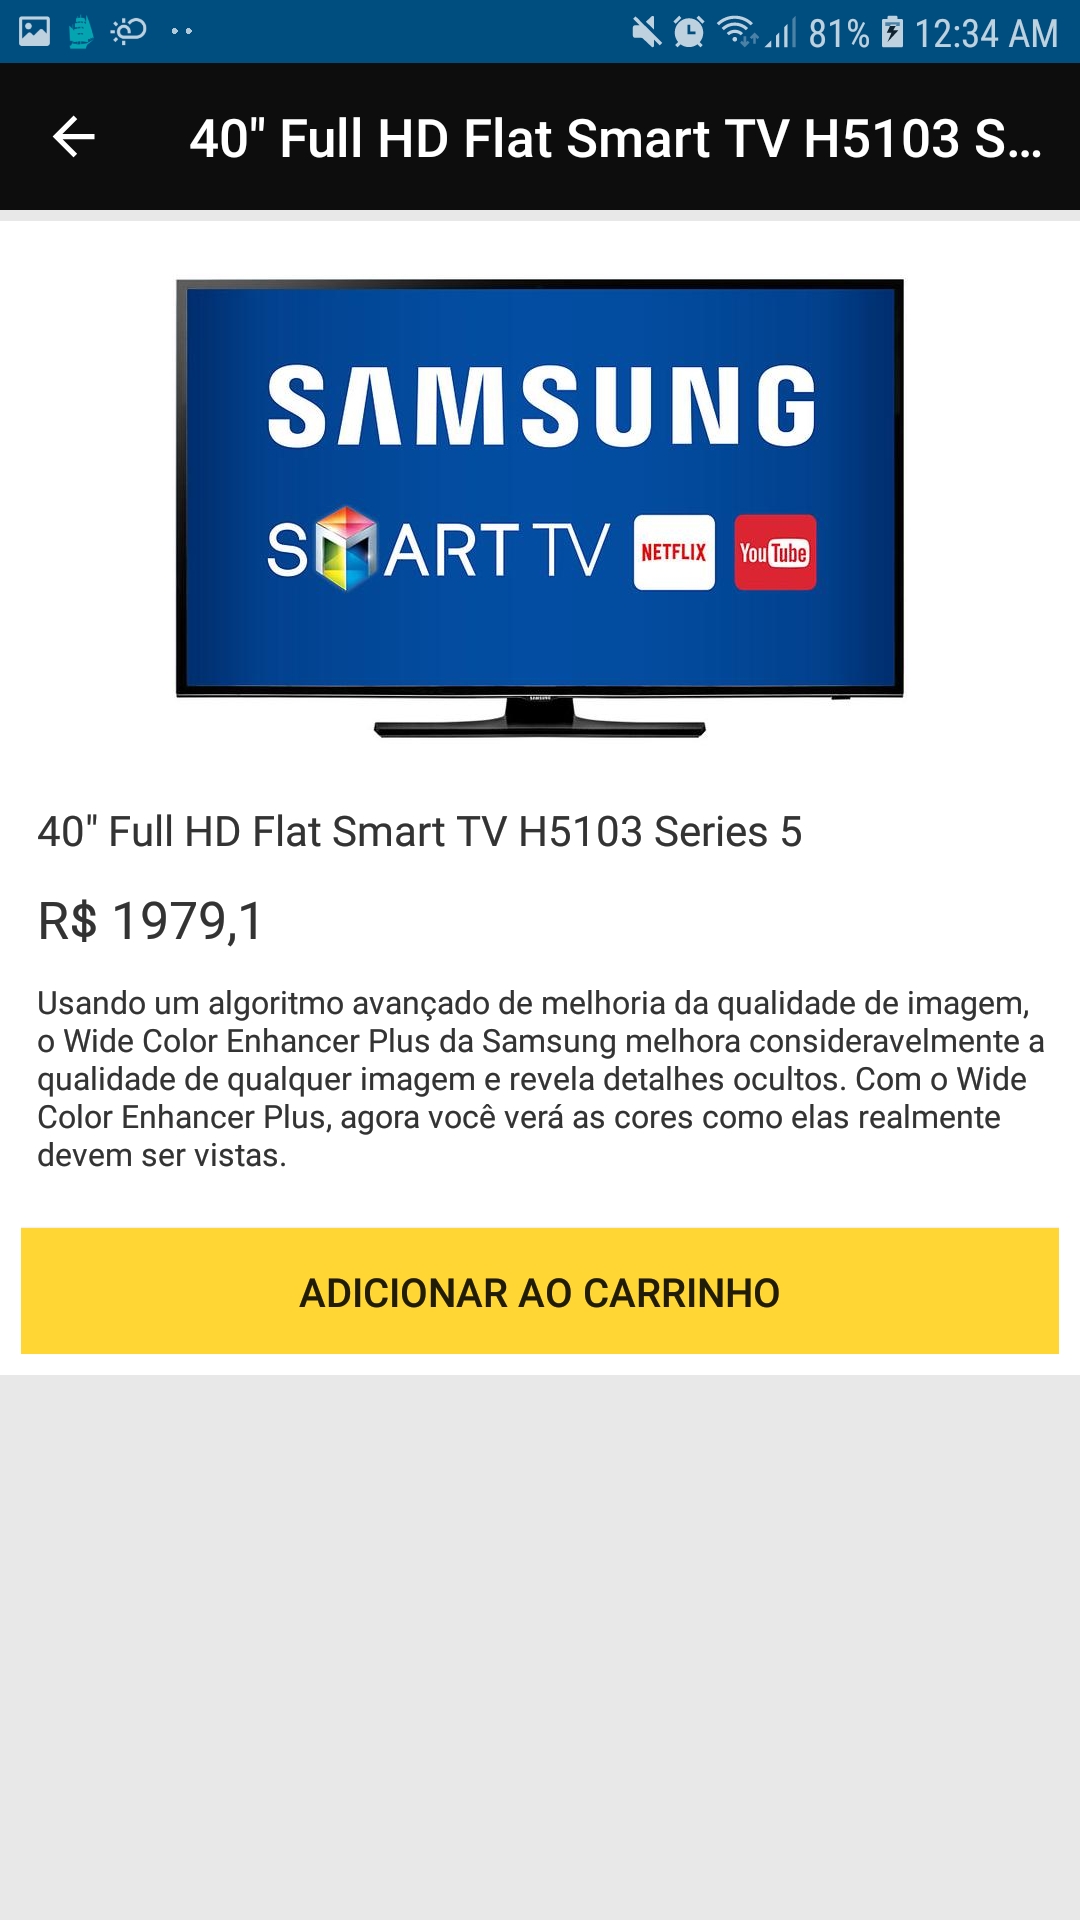 81% 12:34 AM
40" Full HD Flat Smart TV H5103 S...
SAMSUNG
SMART TV NETFLIX YouTube
SAMSUNG
40" Full HD Flat Smart TV H5103 Series 5
R$ 1979,1
Usando um algoritmo avançado de melhoria da qualidade de imagem,
o Wide Color Enhancer Plus da Samsung melhora consideravelmente a
qualidade de qualquer imagem e revela detalhes ocultos. Com o Wide
Color Enhancer Plus, agora você verá as cores como elas realmente
devem ser vistas.
ADICIONAR AO CARRINHO